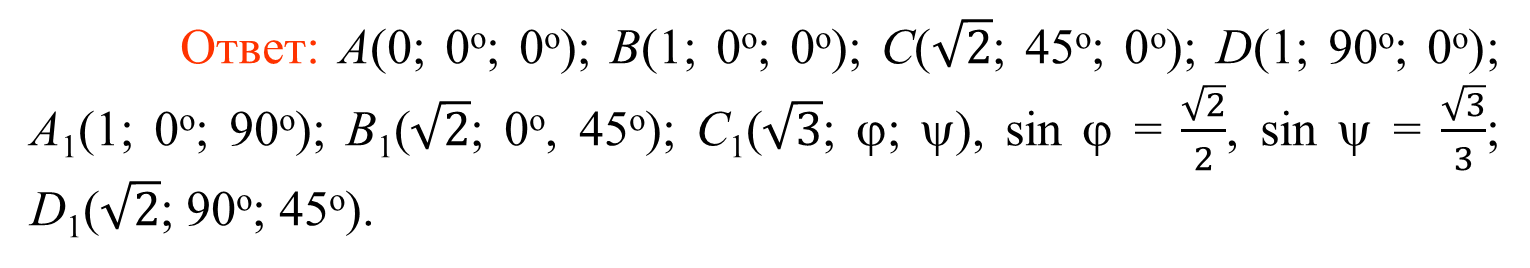 Ответ: A(0; 0º; 0º); B(1; 0º; 0º); C(√2; 45º; 0º); D(1; 90º; 0º);
A₁(1; 0º; 90º); B₁(√2; 0º, 45º); C₁(√3; φ; ψ), sin φ = √2/2, sin ψ = √3/3;
D₁(√2; 90º; 45º).